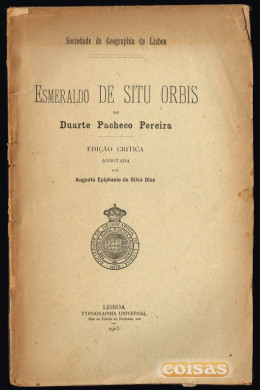 Sociedade de Geographia de Lisboa
ESMERALDO DE SITU ORBIS
DE
Duarte Pacheco Pereira
EDIÇÃO CRITICA
ANNOTADA
POR
Augusto Epiphanio da Silva Dias
LISBOA
TYPOGRAPHIA UNIVERSAL
1905
coisas